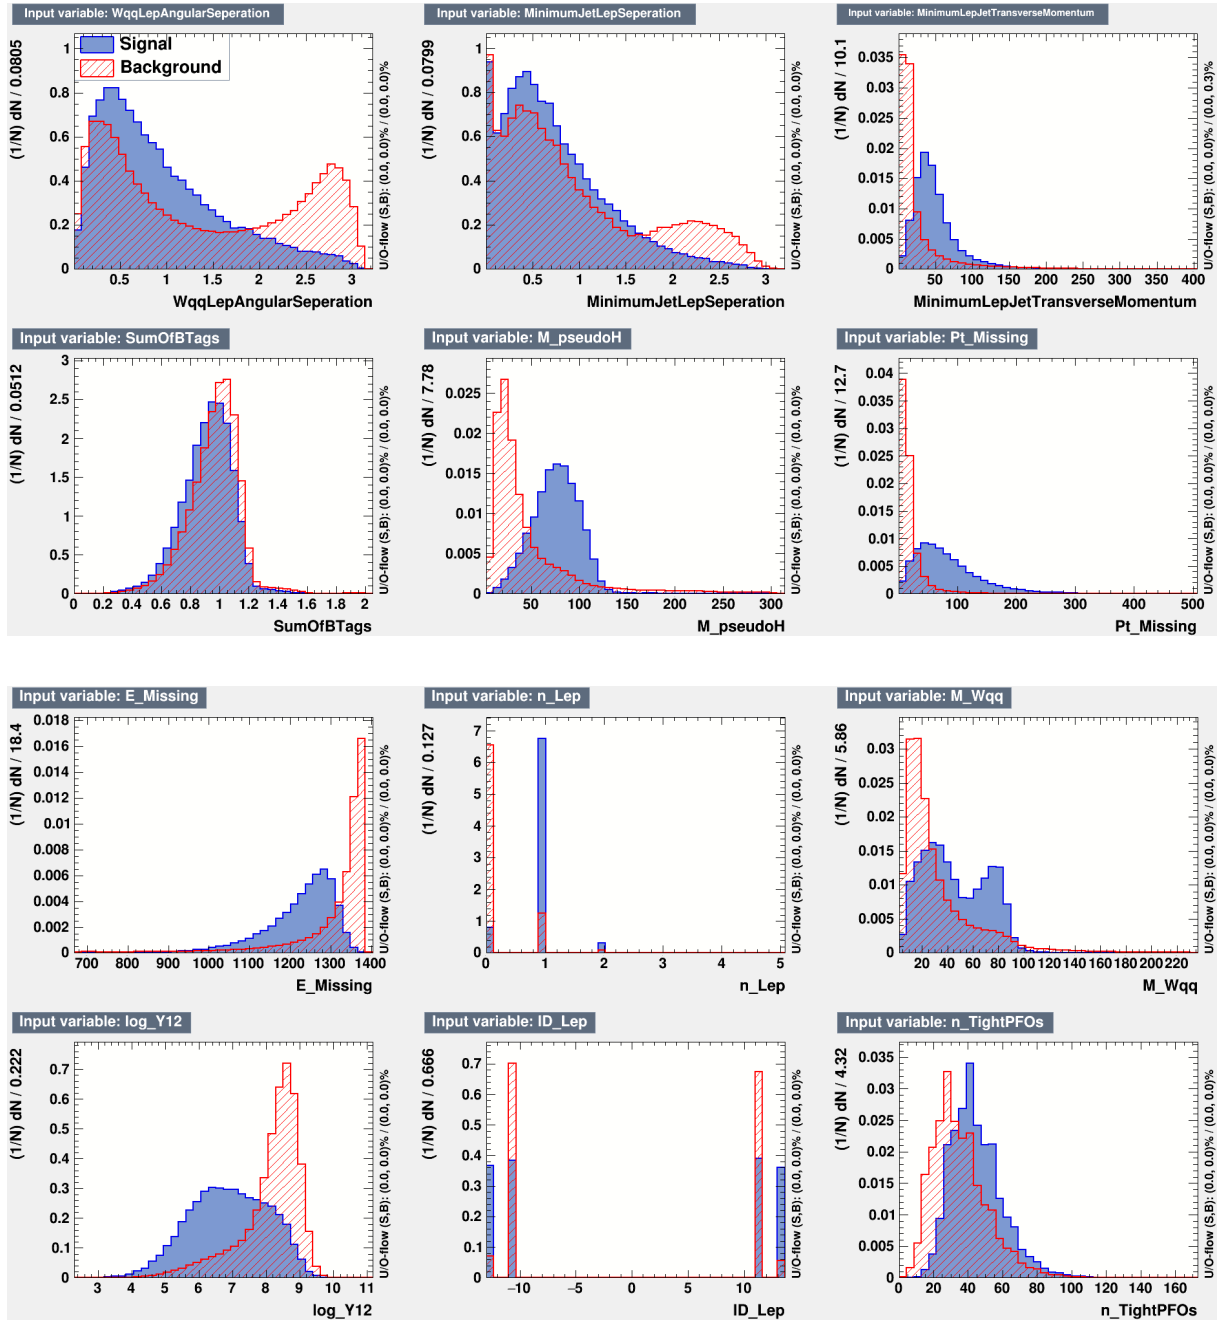 Input variable: WqqLepAngularSeperation
(1/N) dN / 0.0805
1
0.8
0.6
0.4
0.2
0
0.5 1 1.5 2 2.5 3
WqqLepAngularSeperation
U/O-flow (S,B): (0.0, 0.0)% / (0.0, 0.0)%
Signal
Background
Input variable: MinimumJetLepSeperation
(1/N) dN / 0.0799
1
0.8
0.6
0.4
0.2
0
0.5 1 1.5 2 2.5 3
MinimumJetLepSeperation
U/O-flow (S,B): (0.0, 0.0)% / (0.0, 0.0)%
Input variable: MinimumLepJetTransverseMomentum
(1/N) dN / 10.1
0.035
0.03
0.025
0.02
0.015
0.01
0.005
0
50 100 150 200 250 300 350 400
MinimumLepJetTransverseMomentum
U/O-flow (S,B): (0.0, 0.0)% / (0.0, 0.3)%
Input variable: SumOfBTags
(1/N) dN / 0.0512
3
2.5
2
1.5
1
0.5
0
0 0.2 0.4 0.6 0.8 1 1.2 1.4 1.6 1.8 2
SumOfBTags
U/O-flow (S,B): (0.0, 0.0)% / (0.0, 0.0)%
Input variable: M_pseudoH
(1/N) dN / 7.78
0.025
0.02
0.015
0.01
0.005
0
50 100 150 200 250 300
M_pseudoH
U/O-flow (S,B): (0.0, 0.0)% / (0.0, 0.0)%
Input variable: Pt_Missing
(1/N) dN / 12.7
0.04
0.035
0.03
0.025
0.02
0.015
0.01
0.005
0
100 200 300 400 500
Pt_Missing
U/O-flow (S,B): (0.0, 0.0)% / (0.0, 0.0)%
Input variable: E_Missing
(1/N) dN / 18.4
0.018
0.016
0.014
0.012
0.01
0.008
0.006
0.004
0.002
0
700 800 900 1000 1100 1200 1300 1400
E_Missing
U/O-flow (S,B): (0.0, 0.0)% / (0.0, 0.0)%
Input variable: n_Lep
(1/N) dN / 0.127
7
6
5
4
3
2
1
0
0 1 2 3 4 5
n_Lep
U/O-flow (S,B): (0.0, 0.0)% / (0.0, 0.0)%
Input variable: M_Wqq
(1/N) dN / 5.86
0.03
0.025
0.02
0.015
0.01
0.005
0
20 40 60 80 100 120 140 160 180 200 220
M_Wqq
U/O-flow (S,B): (0.0, 0.0)% / (0.0, 0.0)%
Input variable: log_Y12
(1/N) dN / 0.222
0.7
0.6
0.5
0.4
0.3
0.2
0.1
0
3 4 5 6 7 8 9 10 11
log_Y12
U/O-flow (S,B): (0.0, 0.0)% / (0.0, 0.0)%
Input variable: ID_Lep
(1/N) dN / 0.666
0.7
0.6
0.5
0.4
0.3
0.2
0.1
0
−10 −5 0 5 10
ID_Lep
U/O-flow (S,B): (0.0, 0.0)% / (0.0, 0.0)%
Input variable: n_TightPFOs
(1/N) dN / 4.32
0.035
0.03
0.025
0.02
0.015
0.01
0.005
0
0 20 40 60 80 100 120 140 160
n_TightPFOs
U/O-flow (S,B): (0.0, 0.0)% / (0.0, 0.0)%